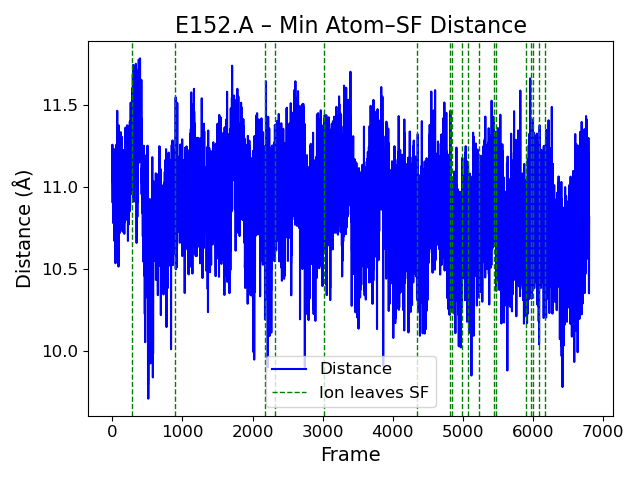 E152.A – Min Atom–SF Distance
Distance (Å)
11.5
11.0
10.5
10.0
Distance
Ion leaves SF
0 1000 2000 3000 4000 5000 6000 7000
Frame